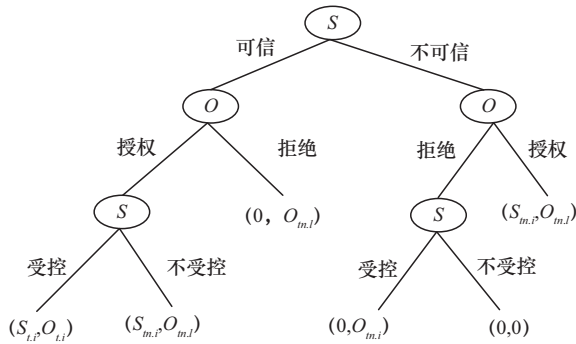 S
可信 不可信
O O
授权 拒绝 拒绝 授权
S (0，O_{tn.l}) S (S_{tn.i},O_{tn.l})
受控 不受控 受控 不受控
(S_{t.i},O_{t.i}) (S_{tn.i},O_{tn.l}) (0,O_{tn.i}) (0,0)